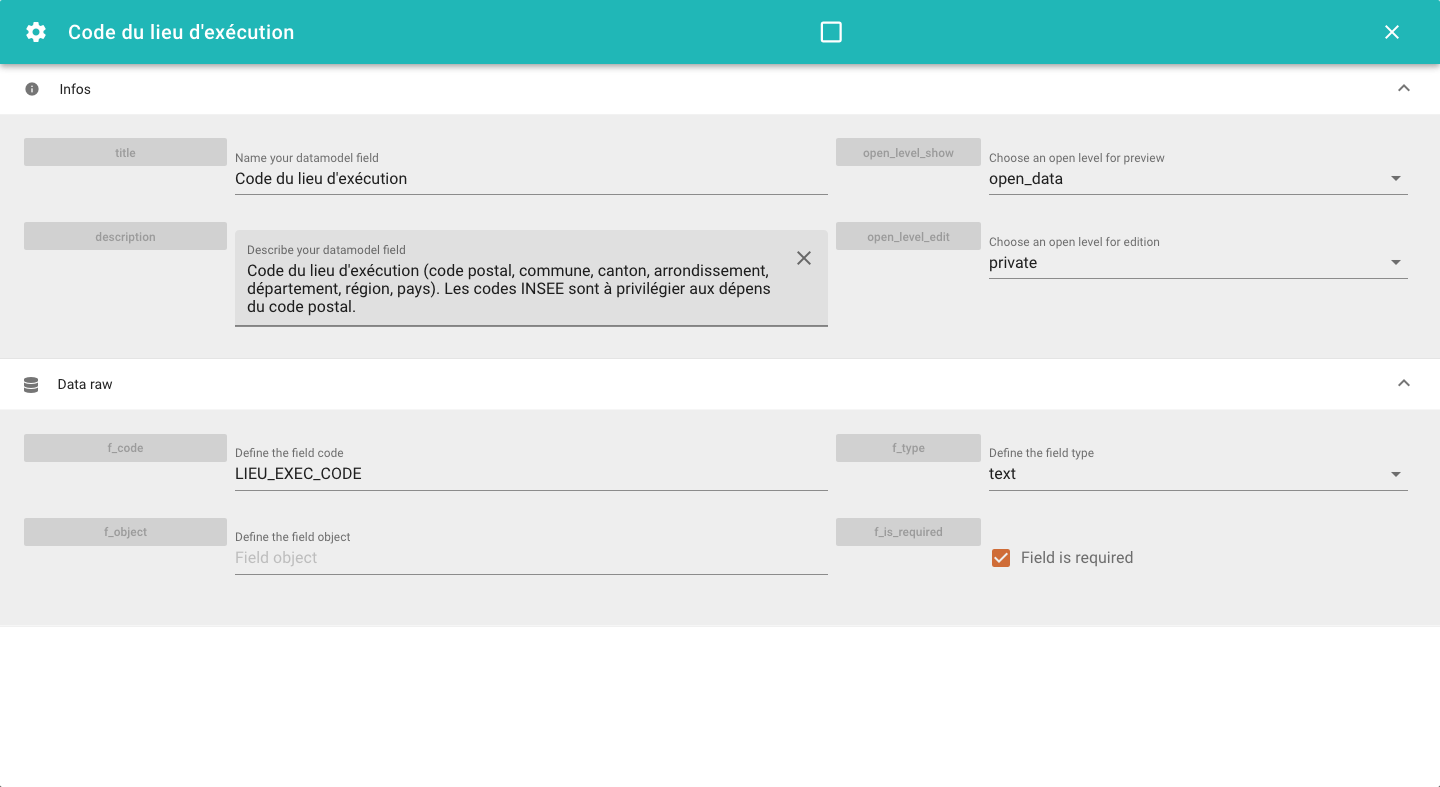 Code du lieu d'exécution
Infos
title
Name your datamodel field
Code du lieu d'exécution
open_level_show
Choose an open level for preview
open_data
description
Describe your datamodel field
Code du lieu d'exécution (code postal, commune, canton, arrondissement,
département, région, pays). Les codes INSEE sont à privilégier aux dépens
du code postal.
open_level_edit
Choose an open level for edition
private
Data raw
f_code
Define the field code
LIEU_EXEC_CODE
f_type
Define the field type
text
f_object
Define the field object
Field object
f_is_required
Field is required